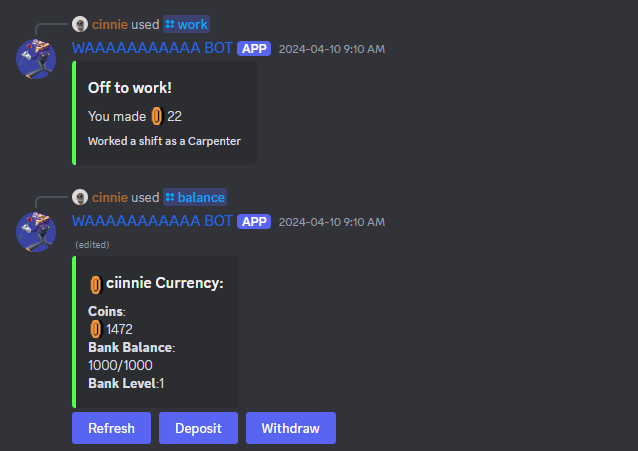 cinnie used work
WAAAAAAAAAAA BOT APP 2024-04-10 9:10 AM
Off to work!
You made 22
Worked a shift as a Carpenter
cinnie used balance
WAAAAAAAAAAA BOT APP 2024-04-10 9:10 AM
(edited)
ciinnie Currency:
Coins:
1472
Bank Balance:
1000/1000
Bank Level:1
Refresh Deposit Withdraw